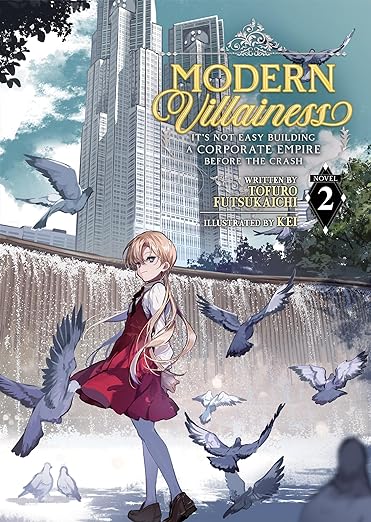 MODERN
Villainess
IT'S NOT EASY BUILDING
A CORPORATE EMPIRE
BEFORE THE CRASH
WRITTEN BY
TOFURO
FUTSUKAICHI
ILLUSTRATED BY KEI
NOVEL
2